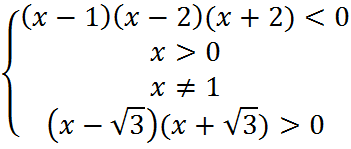 (x − 1)(x − 2)(x + 2) < 0
x > 0
x ≠ 1
(x − √3)(x + √3) > 0